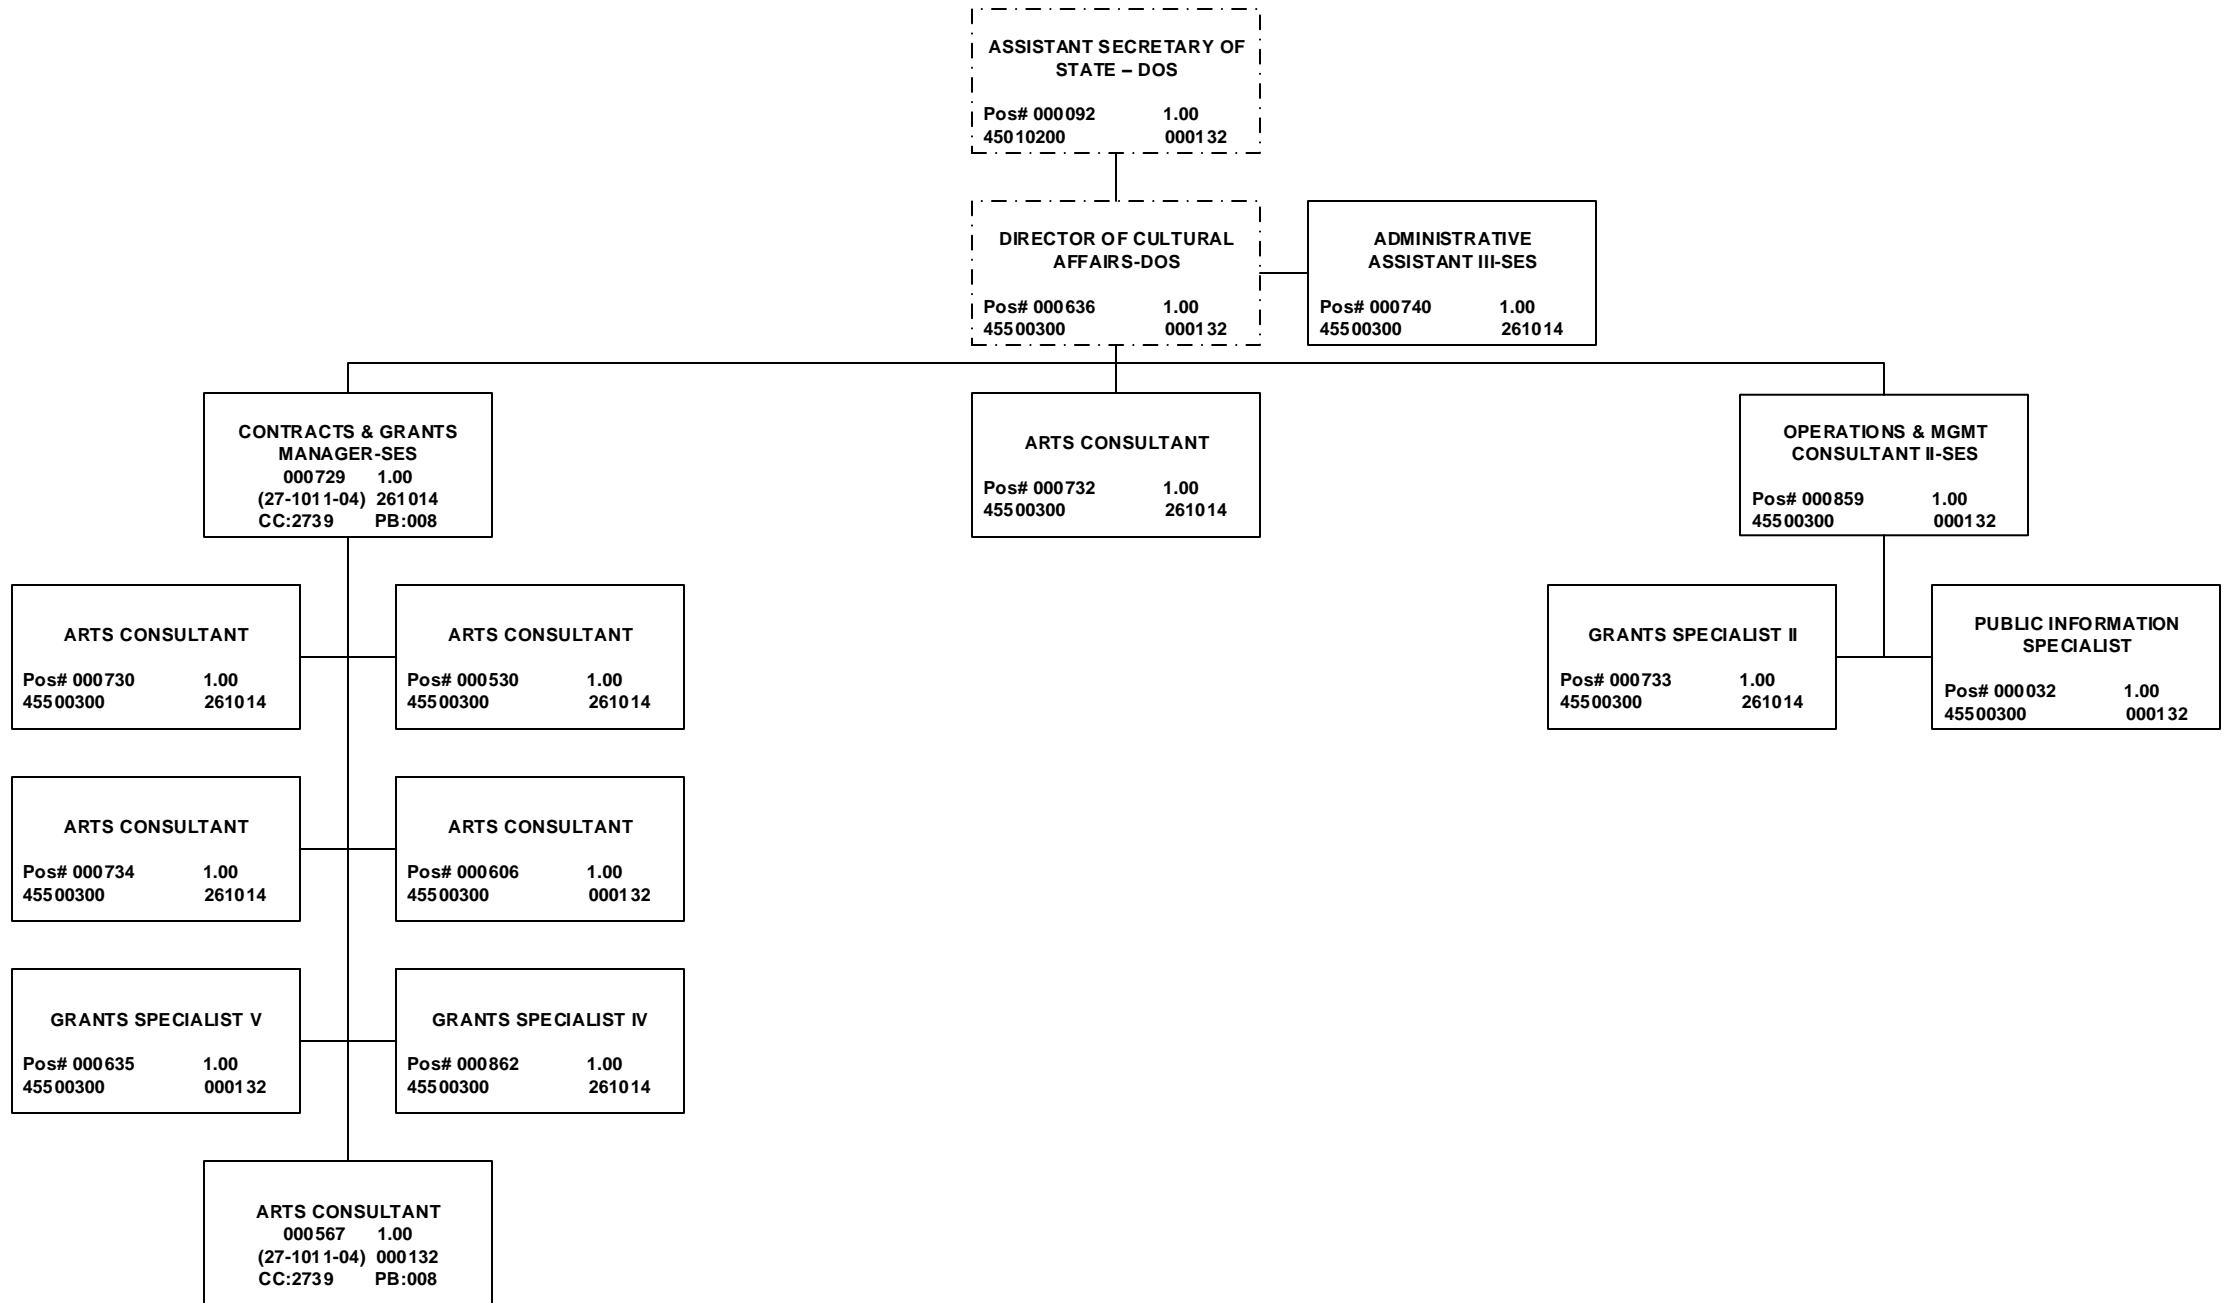 ASSISTANT SECRETARY OF
STATE – DOS
Pos# 000092 1.00
45010200 000132
DIRECTOR OF CULTURAL
AFFAIRS-DOS
Pos# 000636 1.00
45500300 000132
ADMINISTRATIVE
ASSISTANT III-SES
Pos# 000740 1.00
45500300 261014
CONTRACTS & GRANTS
MANAGER-SES
000729 1.00
(27-1011-04) 261014
CC:2739 PB:008
ARTS CONSULTANT
Pos# 000732 1.00
45500300 261014
OPERATIONS & MGMT
CONSULTANT II-SES
Pos# 000859 1.00
45500300 000132
ARTS CONSULTANT
Pos# 000730 1.00
45500300 261014
ARTS CONSULTANT
Pos# 000530 1.00
45500300 261014
GRANTS SPECIALIST II
Pos# 000733 1.00
45500300 261014
PUBLIC INFORMATION
SPECIALIST
Pos# 000032 1.00
45500300 000132
ARTS CONSULTANT
Pos# 000734 1.00
45500300 261014
ARTS CONSULTANT
Pos# 000606 1.00
45500300 000132
GRANTS SPECIALIST V
Pos# 000635 1.00
45500300 000132
GRANTS SPECIALIST IV
Pos# 000862 1.00
45500300 261014
ARTS CONSULTANT
000567 1.00
(27-1011-04) 000132
CC:2739 PB:008